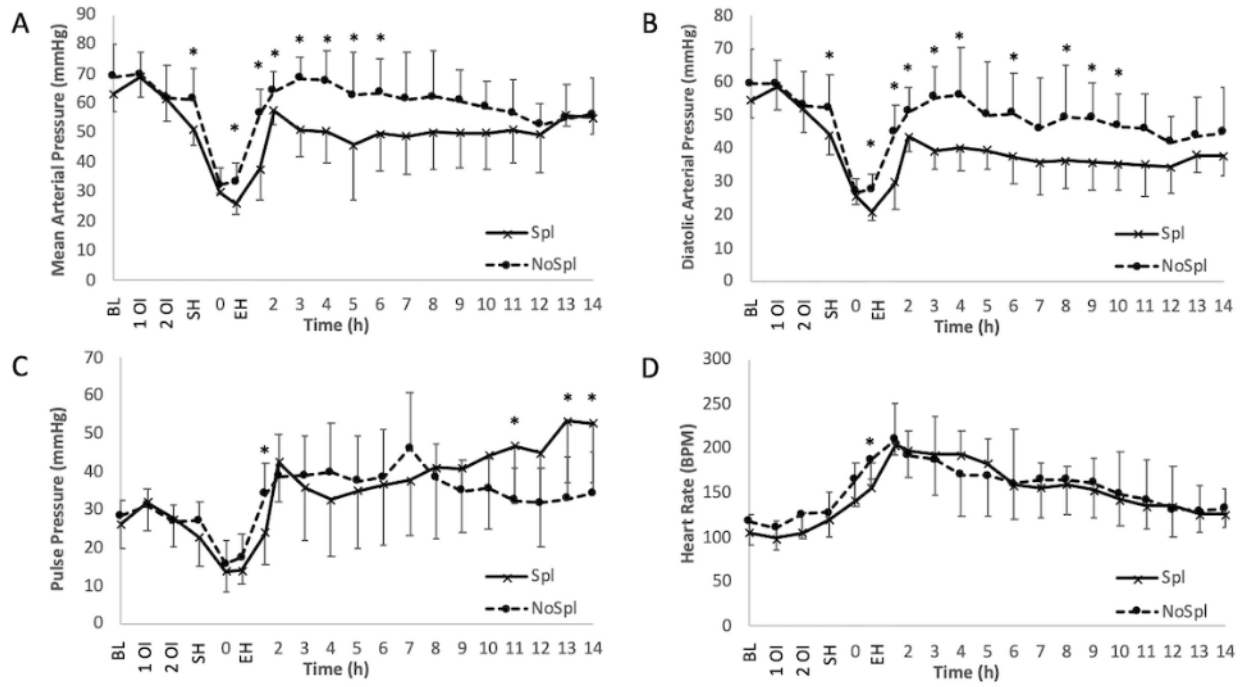 A
Mean Arterial Pressure (mmHg)
90
80
70
60
50
40
30
20
10
0
* * * * * * * *
Spl
NoSpl
BL 1 OI 2 OI SH 0 EH 2 3 4 5 6 7 8 9 10 11 12 13 14
Time (h)
B
Diatolic Arterial Pressure (mmHg)
80
70
60
50
40
30
20
10
0
* * * * * * * * *
Spl
NoSpl
BL 1 OI 2 OI SH 0 EH 2 3 4 5 6 7 8 9 10 11 12 13 14
Time (h)
C
Pulse Pressure (mmHg)
70
60
50
40
30
20
10
0
* * * *
Spl
NoSpl
BL 1 OI 2 OI SH 0 EH 2 3 4 5 6 7 8 9 10 11 12 13 14
Time (h)
D
Heart Rate (BPM)
300
250
200
150
100
50
0
*
Spl
NoSpl
BL 1 OI 2 OI SH 0 EH 2 3 4 5 6 7 8 9 10 11 12 13 14
Time (h)